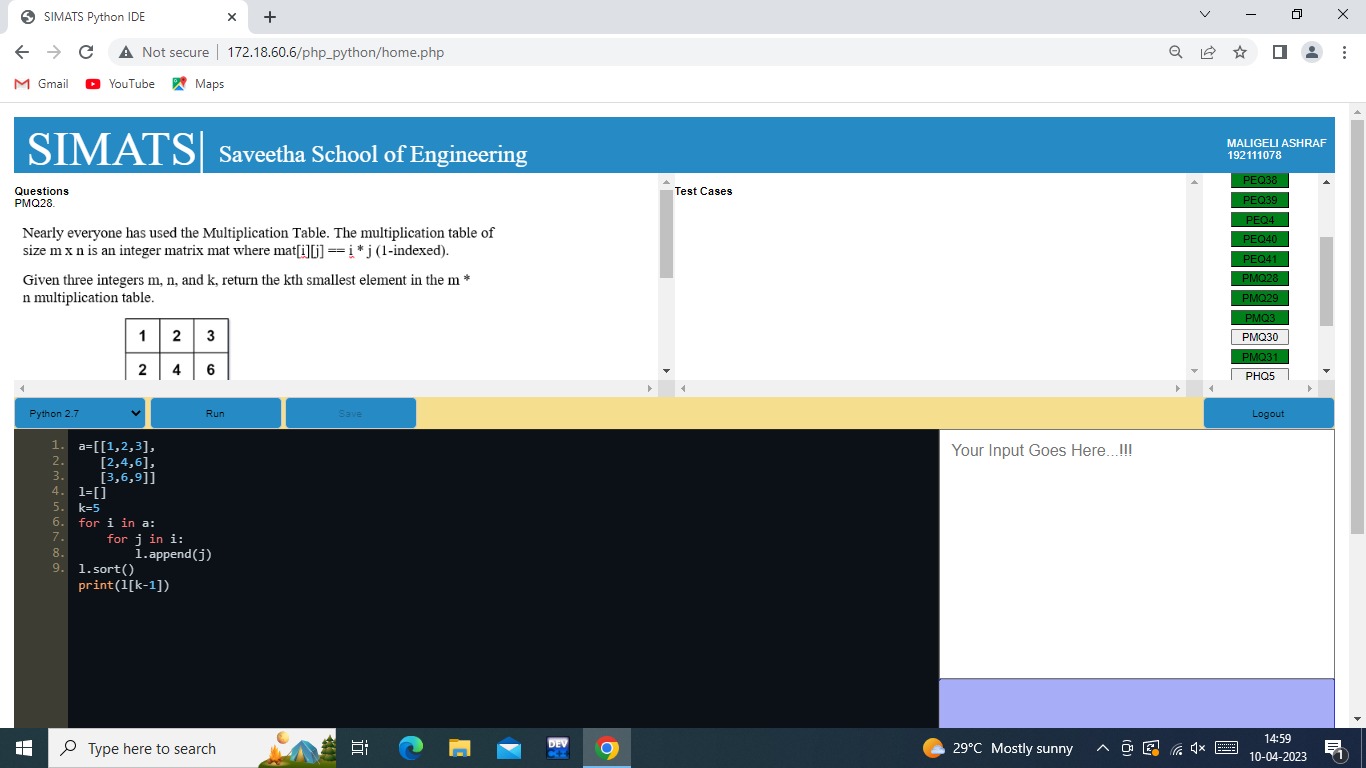 SIMATS Python IDE
Not secure 172.18.60.6/php_python/home.php
Gmail YouTube Maps
SIMATS| Saveetha School of Engineering
MALIGELI ASHRAF
192111078
Questions
PMQ28.
Nearly everyone has used the Multiplication Table. The multiplication table of
size m x n is an integer matrix mat where mat[i][j] == i * j (1-indexed).
Given three integers m, n, and k, return the kth smallest element in the m *
n multiplication table.
1 2 3
2 4 6
Test Cases
PEQ38
PEQ39
PEQ4
PEQ40
PEQ41
PMQ28
PMQ29
PMQ3
PMQ30
PMQ31
PHQ5
Python 2.7 Run Save Logout
1. a=[[1,2,3],
2. [2,4,6],
3. [3,6,9]]
4. l=[]
5. k=5
6. for i in a:
7. for j in i:
8. l.append(j)
9. l.sort()
print(l[k-1])
Your Input Goes Here...!!!
Type here to search
DEV
29°C Mostly sunny
14:59
10-04-2023
1